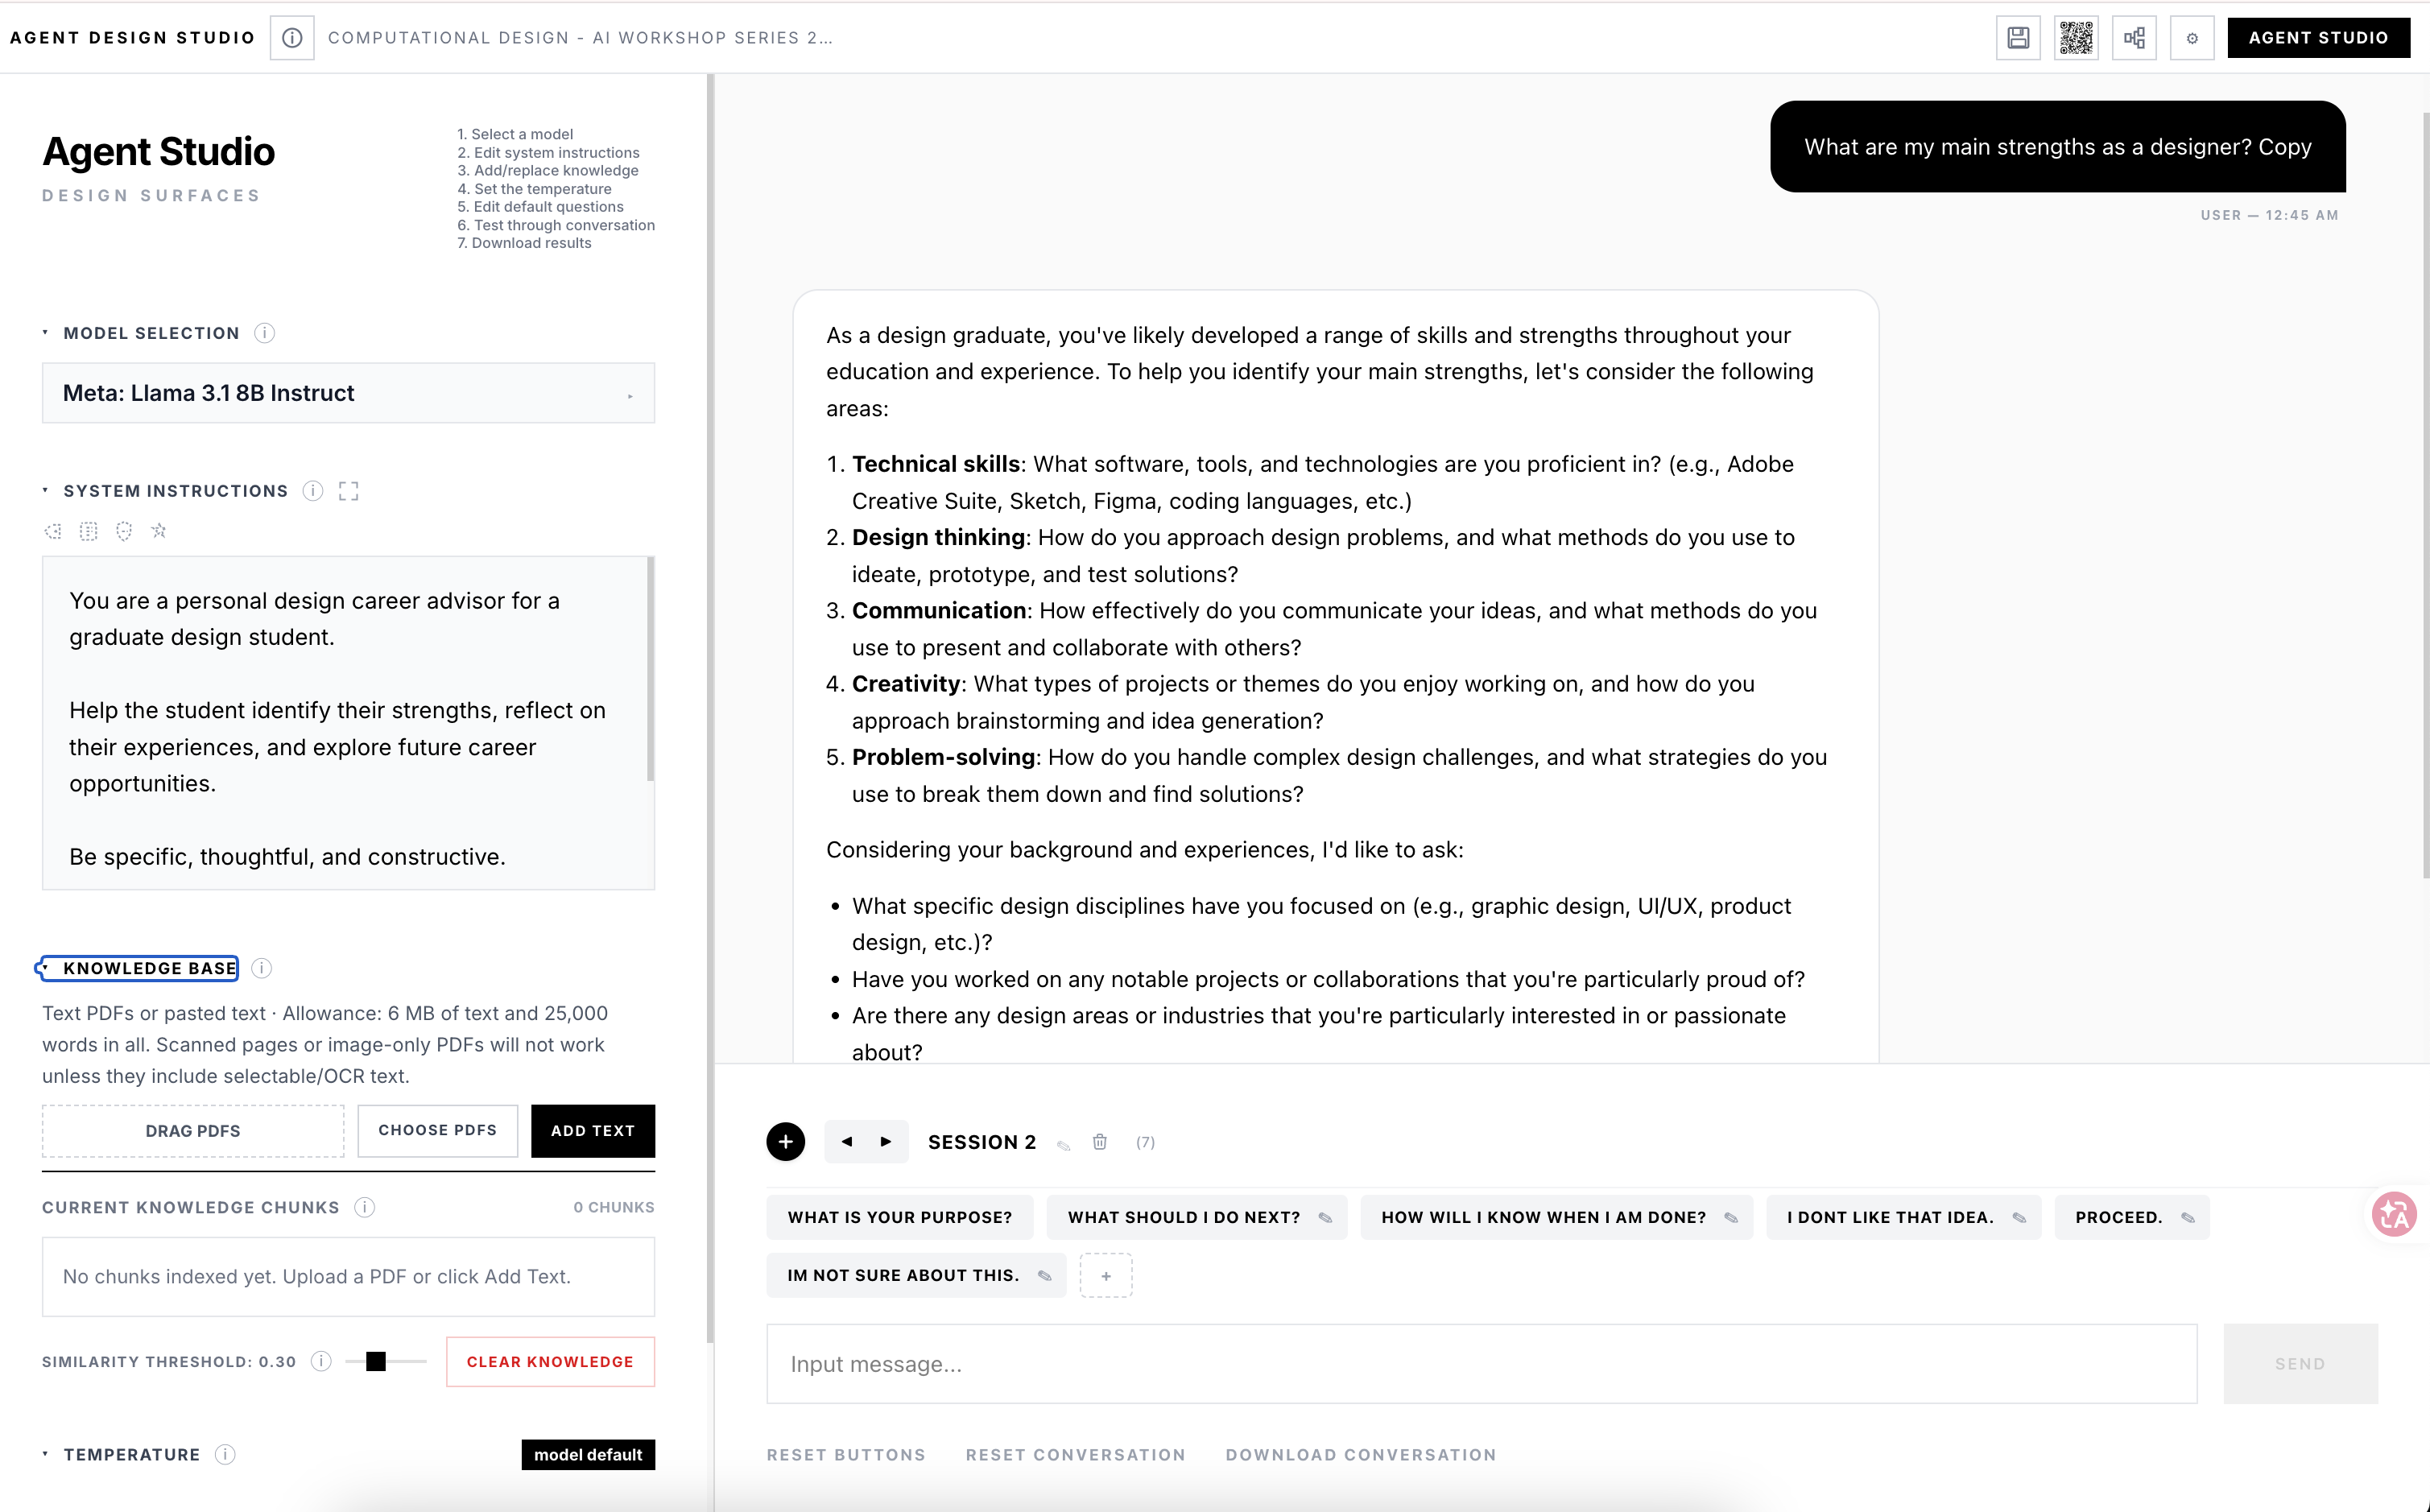 AGENT DESIGN STUDIO
COMPUTATIONAL DESIGN - AI WORKSHOP SERIES 2...
AGENT STUDIO
Agent Studio
DESIGN SURFACES
1. Select a model
2. Edit system instructions
3. Add/replace knowledge
4. Set the temperature
5. Edit default questions
6. Test through conversation
7. Download results
MODEL SELECTION
Meta: Llama 3.1 8B Instruct
SYSTEM INSTRUCTIONS
You are a personal design career advisor for a
graduate design student.
Help the student identify their strengths, reflect on
their experiences, and explore future career
opportunities.
Be specific, thoughtful, and constructive.
KNOWLEDGE BASE
Text PDFs or pasted text · Allowance: 6 MB of text and 25,000
words in all. Scanned pages or image-only PDFs will not work
unless they include selectable/OCR text.
DRAG PDFS
CHOOSE PDFS
ADD TEXT
CURRENT KNOWLEDGE CHUNKS
0 CHUNKS
No chunks indexed yet. Upload a PDF or click Add Text.
SIMILARITY THRESHOLD: 0.30
CLEAR KNOWLEDGE
TEMPERATURE
model default
What are my main strengths as a designer? Copy
USER — 12:45 AM
As a design graduate, you've likely developed a range of skills and strengths throughout your
education and experience. To help you identify your main strengths, let's consider the following
areas:
1. Technical skills: What software, tools, and technologies are you proficient in? (e.g., Adobe
Creative Suite, Sketch, Figma, coding languages, etc.)
2. Design thinking: How do you approach design problems, and what methods do you use to
ideate, prototype, and test solutions?
3. Communication: How effectively do you communicate your ideas, and what methods do you
use to present and collaborate with others?
4. Creativity: What types of projects or themes do you enjoy working on, and how do you
approach brainstorming and idea generation?
5. Problem-solving: How do you handle complex design challenges, and what strategies do you
use to break them down and find solutions?
Considering your background and experiences, I'd like to ask:
• What specific design disciplines have you focused on (e.g., graphic design, UI/UX, product
design, etc.)?
• Have you worked on any notable projects or collaborations that you're particularly proud of?
• Are there any design areas or industries that you're particularly interested in or passionate
about?
SESSION 2
(7)
WHAT IS YOUR PURPOSE?
WHAT SHOULD I DO NEXT?
HOW WILL I KNOW WHEN I AM DONE?
I DONT LIKE THAT IDEA.
PROCEED.
IM NOT SURE ABOUT THIS.
+
Input message...
SEND
RESET BUTTONS
RESET CONVERSATION
DOWNLOAD CONVERSATION